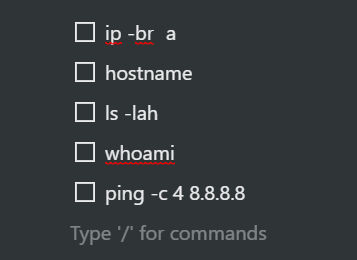 ip -br  a
hostname
ls -lah
whoami
ping -c 4 8.8.8.8
Type '/' for commands